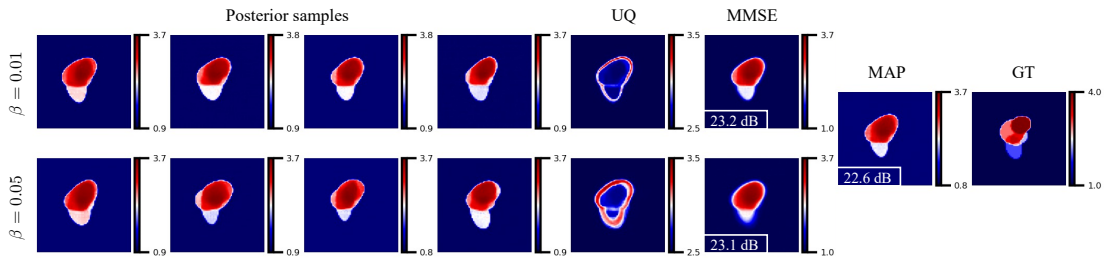 Posterior samples UQ MMSE
β = 0.01
3.7 3.8 3.7 3.8 3.5 3.7
0.9 0.9 0.9 0.9 2.5 1.0
23.2 dB
MAP GT
3.7 4.0
0.8 1.0
22.6 dB
β = 0.05
3.7 3.7 3.7 3.7 3.5 3.7
0.9 0.9 0.9 0.9 2.5 1.0
23.1 dB